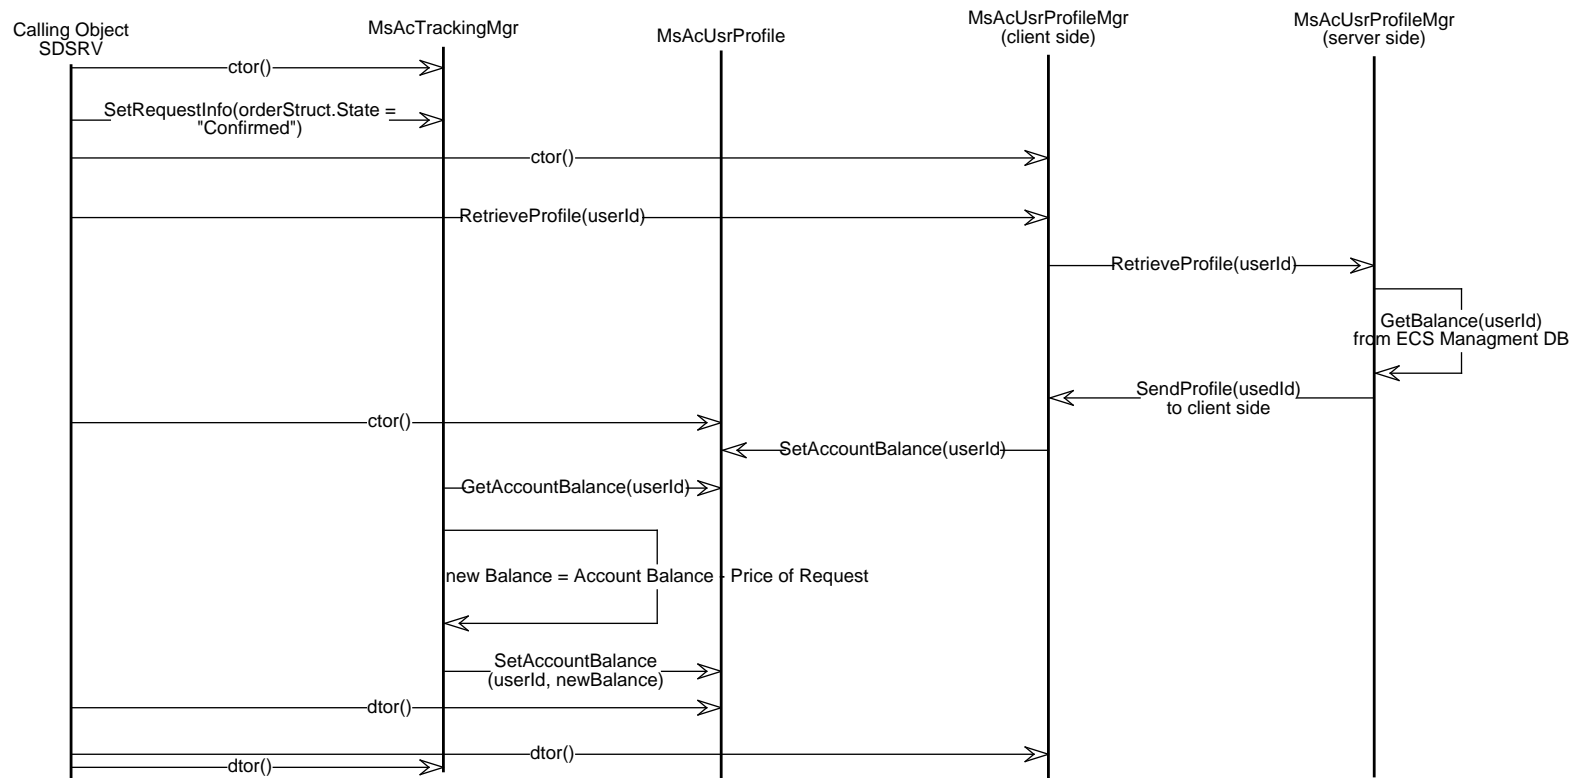 Calling Object
SDSRV
MsAcTrackingMgr
MsAcUsrProfile
MsAcUsrProfileMgr
(client side)
MsAcUsrProfileMgr
(server side)
ctor()
SetRequestInfo(orderStruct.State =
"Confirmed")
ctor()
RetrieveProfile(userId)
RetrieveProfile(userId)
GetBalance(userId)
from ECS Managment DB
SendProfile(usedId)
to client side
ctor()
SetAccountBalance(userId)
GetAccountBalance(userId)
new Balance = Account Balance - Price of Request
SetAccountBalance
(userId, newBalance)
dtor()
dtor()
dtor()